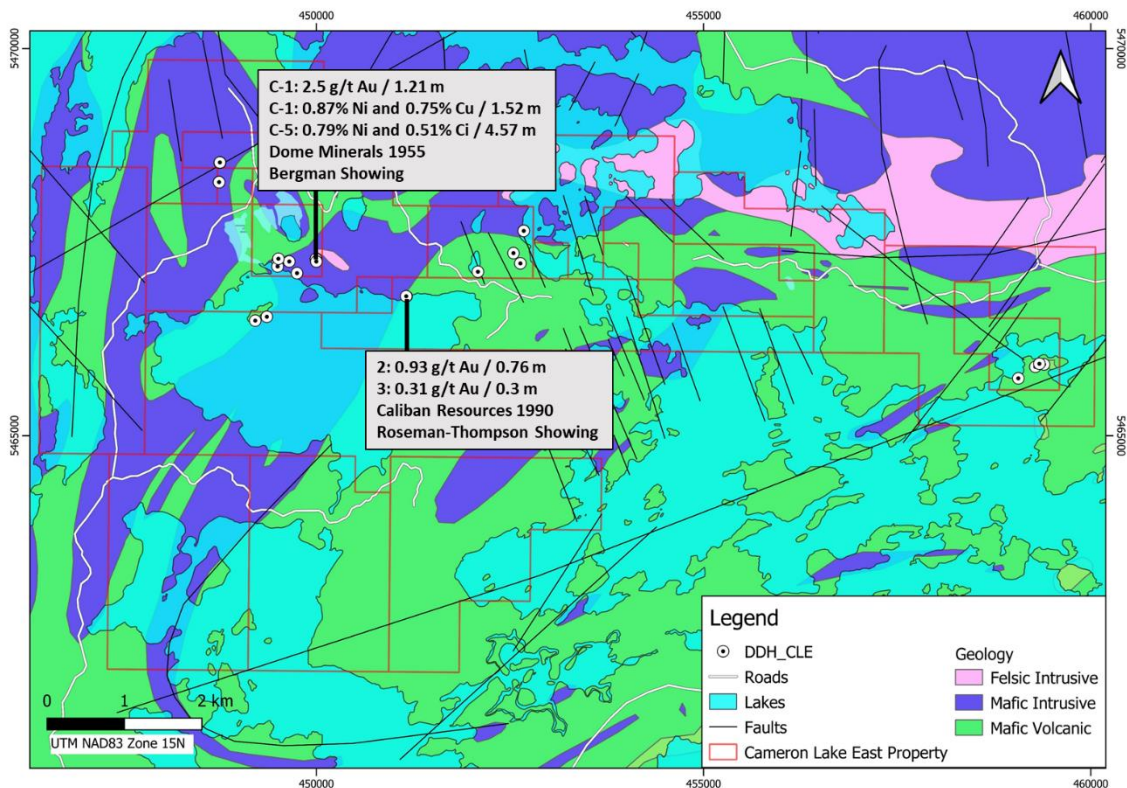 450000
455000
460000
5470000
5470000
C-1: 2.5 g/t Au / 1.21 m
C-1: 0.87% Ni and 0.75% Cu / 1.52 m
C-5: 0.79% Ni and 0.51% Ci / 4.57 m
Dome Minerals 1955
Bergman Showing
2: 0.93 g/t Au / 0.76 m
3: 0.31 g/t Au / 0.3 m
Caliban Resources 1990
Roseman-Thompson Showing
5465000
5465000
Legend
DDH_CLE
Roads
Lakes
Faults
Cameron Lake East Property
Geology
Felsic Intrusive
Mafic Intrusive
Mafic Volcanic
0 1 2 km
UTM NAD83 Zone 15N
450000
455000
460000